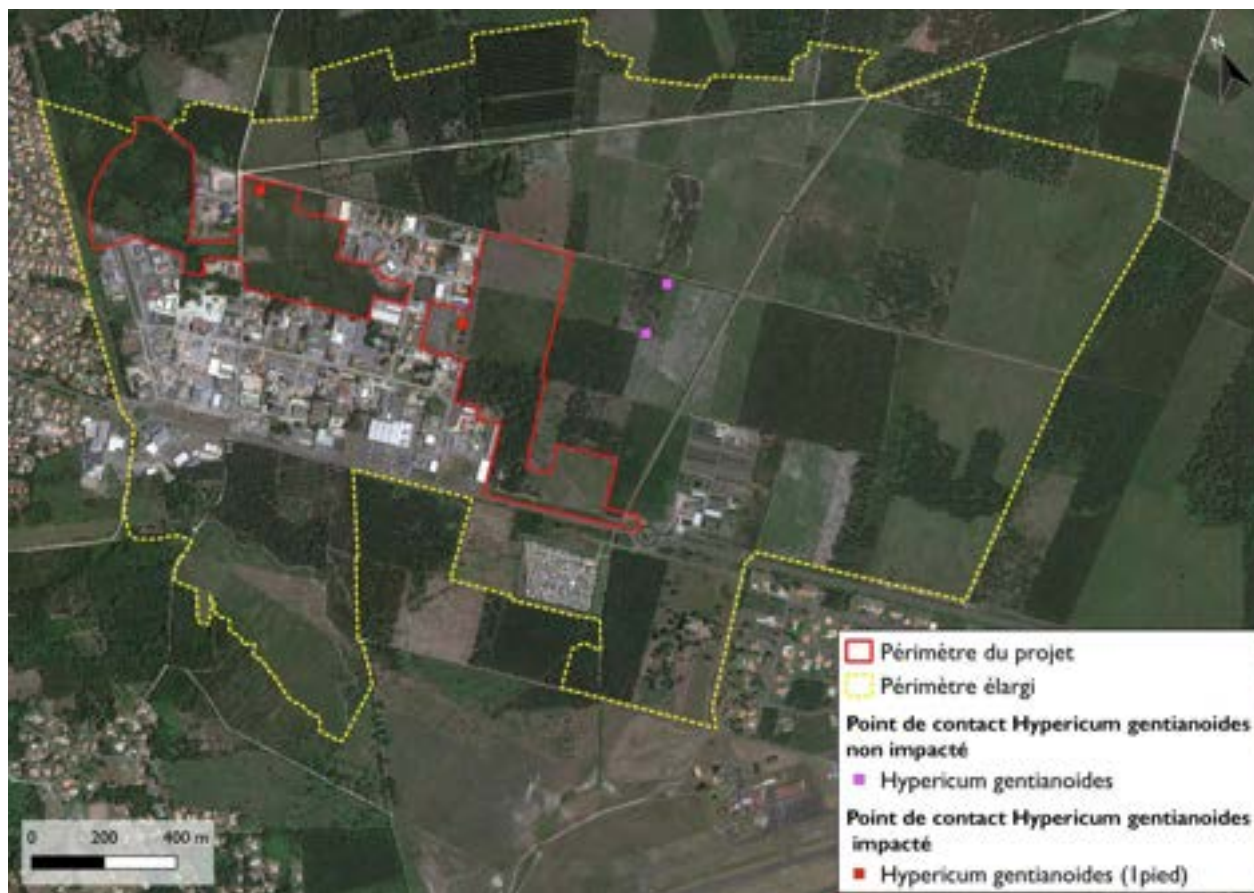 N
Périmètre du projet
Périmètre élargi
Point de contact Hypericum gentianoides
non impacté
Hypericum gentianoides
Point de contact Hypericum gentianoides
impacté
Hypericum gentianoides (1pied)
0 200 400 m